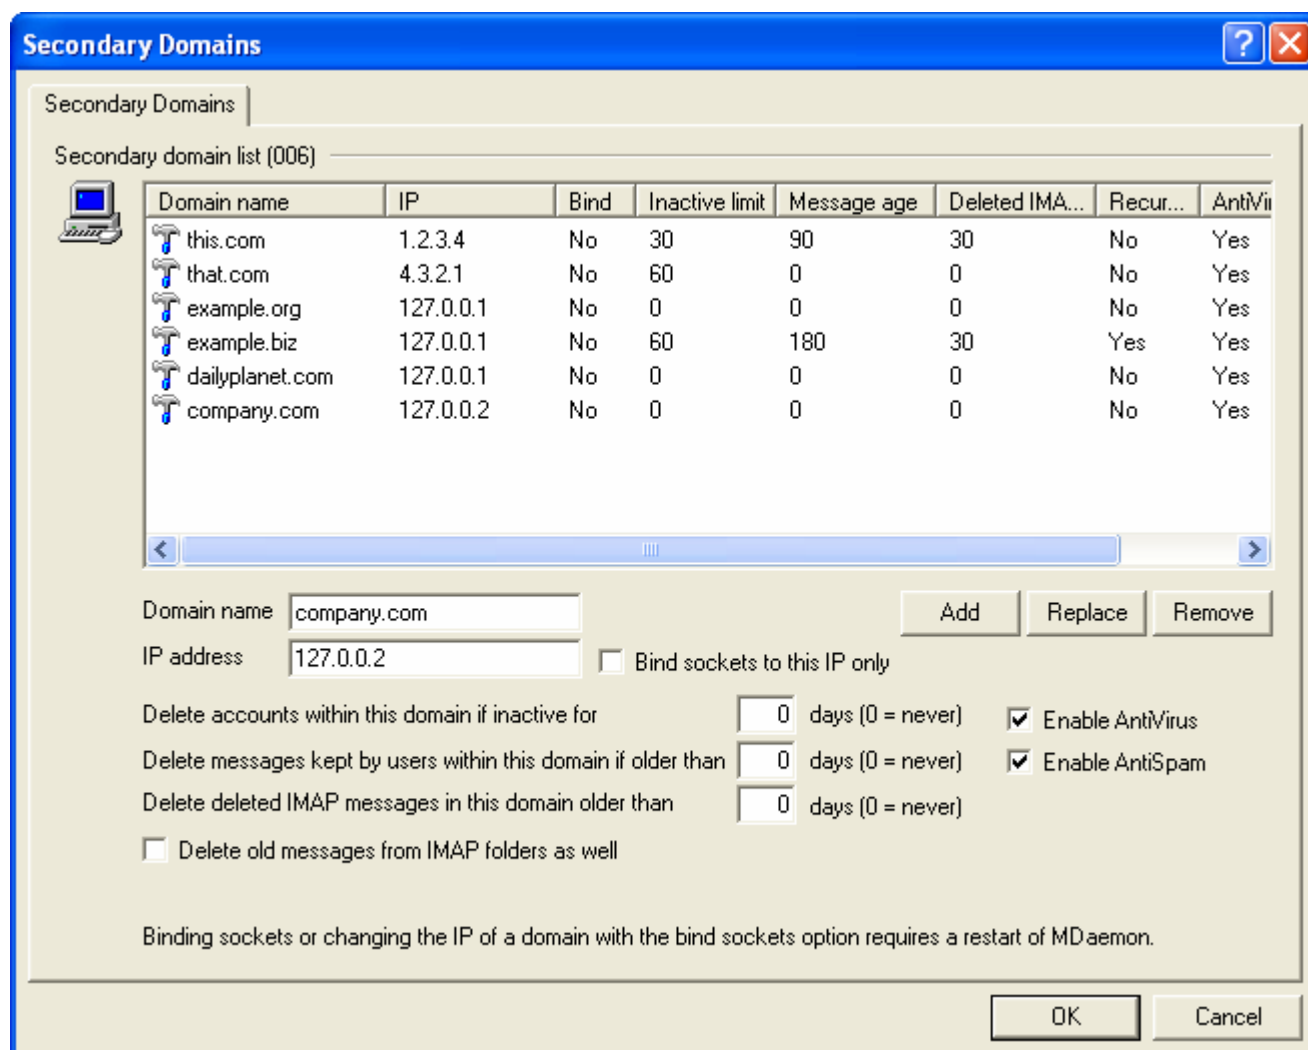 Secondary Domains
Secondary Domains
Secondary domain list (006)
Domain name IP Bind Inactive limit Message age Deleted IMA... Recur... AntiVi
this.com 1.2.3.4 No 30 90 30 No Yes
that.com 4.3.2.1 No 60 0 0 No Yes
example.org 127.0.0.1 No 0 0 0 No Yes
example.biz 127.0.0.1 No 60 180 30 Yes Yes
dailyplanet.com 127.0.0.1 No 0 0 0 No Yes
company.com 127.0.0.2 No 0 0 0 No Yes
Domain name company.com Add Replace Remove
IP address 127.0.0.2 Bind sockets to this IP only
Delete accounts within this domain if inactive for 0 days (0 = never) Enable AntiVirus
Delete messages kept by users within this domain if older than 0 days (0 = never) Enable AntiSpam
Delete deleted IMAP messages in this domain older than 0 days (0 = never)
Delete old messages from IMAP folders as well
Binding sockets or changing the IP of a domain with the bind sockets option requires a restart of MDaemon.
OK Cancel